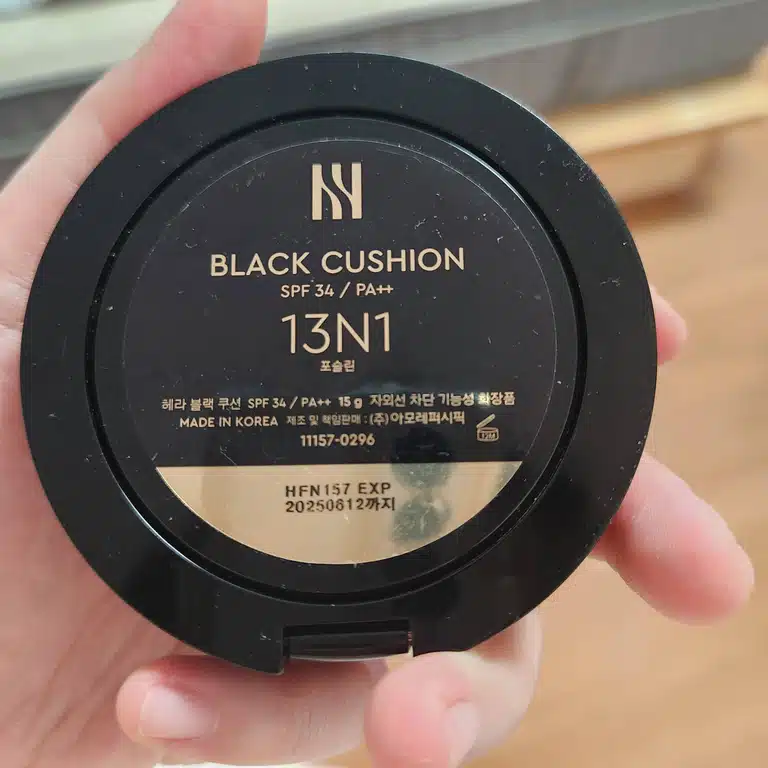 BLACK CUSHION
SPF 34 / PA++
13N1
포슬린
헤라 블랙 쿠션 SPF 34 / PA++ 15 g 자외선 차단 기능성 화장품
MADE IN KOREA 제조 및 책임판매 : (주)아모레퍼시픽
11157-0296
12M
HFN157 EXP
20250612까지